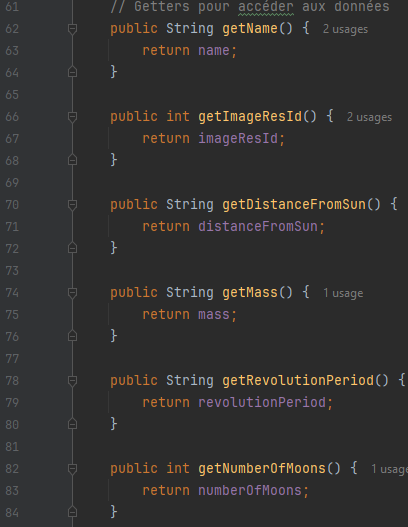 61 // Getters pour accéder aux données
62 public String getName() { 2 usages
63 return name;
64 }
65
66 public int getImageResId() { 2 usages
67 return imageResId;
68 }
69
70 public String getDistanceFromSun() {
71 return distanceFromSun;
72 }
73
74 public String getMass() { 1 usage
75 return mass;
76 }
77
78 public String getRevolutionPeriod() {
79 return revolutionPeriod;
80 }
81
82 public int getNumberOfMoons() { 1 usage
83 return numberOfMoons;
84 }